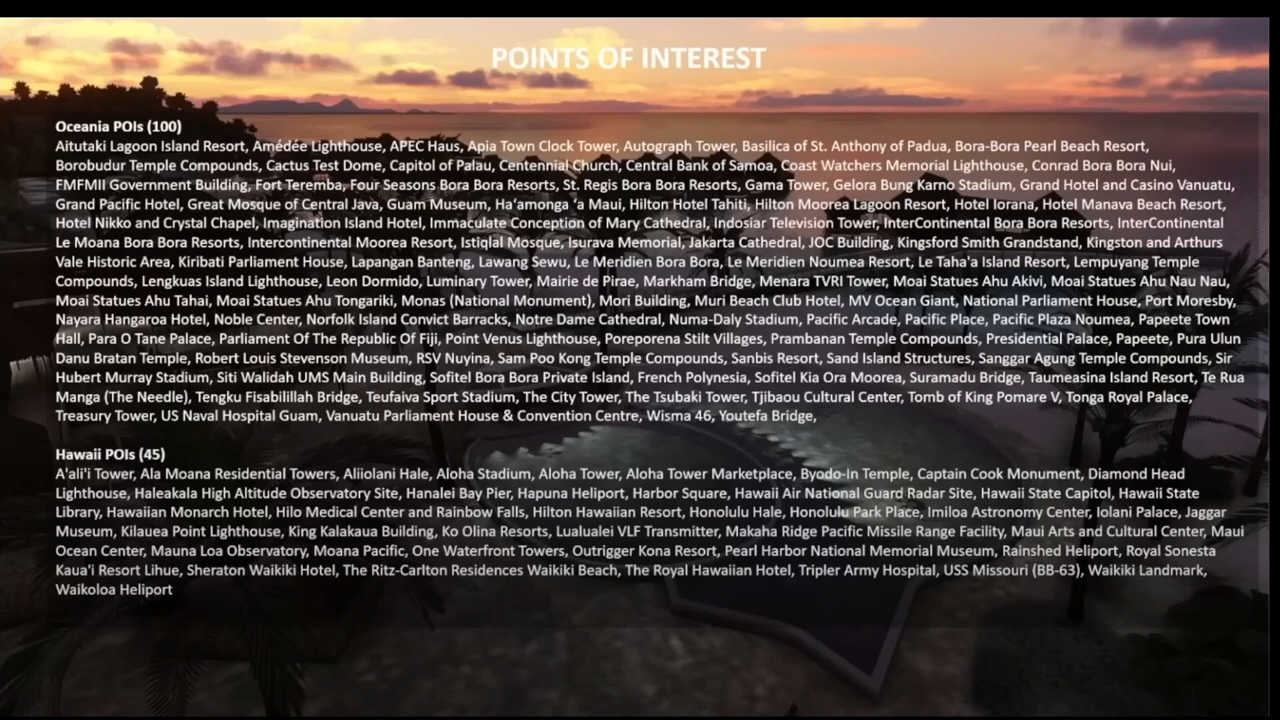 POINTS OF INTEREST
Oceania POIs (100)
Aitutaki Lagoon Island Resort, Amédée Lighthouse, APEC Haus, Apia Town Clock Tower, Autograph Tower, Basilica of St. Anthony of Padua, Bora-Bora Pearl Beach Resort,
Borobudur Temple Compounds, Cactus Test Dome, Capitol of Palau, Centennial Church, Central Bank of Samoa, Coast Watchers Memorial Lighthouse, Conrad Bora Bora Nui,
FMFMII Government Building, Fort Teremba, Four Seasons Bora Bora Resorts, St. Regis Bora Bora Resorts, Gama Tower, Gelora Bung Karno Stadium, Grand Hotel and Casino Vanuatu,
Grand Pacific Hotel, Great Mosque of Central Java, Guam Museum, Haʻamonga ʻa Maui, Hilton Hotel Tahiti, Hilton Moorea Lagoon Resort, Hotel Iorana, Hotel Manava Beach Resort,
Hotel Nikko and Crystal Chapel, Imagination Island Hotel, Immaculate Conception of Mary Cathedral, Indosiar Television Tower, InterContinental Bora Bora Resorts, InterContinental
Le Moana Bora Bora Resorts, Intercontinental Moorea Resort, Istiqlal Mosque, Isurava Memorial, Jakarta Cathedral, JOC Building, Kingsford Smith Grandstand, Kingston and Arthurs
Vale Historic Area, Kiribati Parliament House, Lapangan Banteng, Lawang Sewu, Le Meridien Bora Bora, Le Meridien Noumea Resort, Le Taha'a Island Resort, Lempuyang Temple
Compounds, Lengkuas Island Lighthouse, Leon Dormido, Luminary Tower, Mairie de Pirae, Markham Bridge, Menara TVRI Tower, Moai Statues Ahu Akivi, Moai Statues Ahu Nau Nau,
Moai Statues Ahu Tahai, Moai Statues Ahu Tongariki, Monas (National Monument), Mori Building, Muri Beach Club Hotel, MV Ocean Giant, National Parliament House, Port Moresby,
Nayara Hangaroa Hotel, Noble Center, Norfolk Island Convict Barracks, Notre Dame Cathedral, Numa-Daly Stadium, Pacific Arcade, Pacific Place, Pacific Plaza Noumea, Papeete Town
Hall, Para O Tane Palace, Parliament Of The Republic Of Fiji, Point Venus Lighthouse, Poreporena Stilt Villages, Prambanan Temple Compounds, Presidential Palace, Papeete, Pura Ulun
Danu Bratan Temple, Robert Louis Stevenson Museum, RSV Nuyina, Sam Poo Kong Temple Compounds, Sanbis Resort, Sand Island Structures, Sanggar Agung Temple Compounds, Sir
Hubert Murray Stadium, Siti Walidah UMS Main Building, Sofitel Bora Bora Private Island, French Polynesia, Sofitel Kia Ora Moorea, Suramadu Bridge, Taumeasina Island Resort, Te Rua
Manga (The Needle), Tengku Fisabilillah Bridge, Teufaiva Sport Stadium, The City Tower, The Tsubaki Tower, Tjibaou Cultural Center, Tomb of King Pomare V, Tonga Royal Palace,
Treasury Tower, US Naval Hospital Guam, Vanuatu Parliament House & Convention Centre, Wisma 46, Youtefa Bridge,
Hawaii POIs (45)
A'ali'i Tower, Ala Moana Residential Towers, Aliiolani Hale, Aloha Stadium, Aloha Tower, Aloha Tower Marketplace, Byodo-In Temple, Captain Cook Monument, Diamond Head
Lighthouse, Haleakala High Altitude Observatory Site, Hanalei Bay Pier, Hapuna Heliport, Harbor Square, Hawaii Air National Guard Radar Site, Hawaii State Capitol, Hawaii State
Library, Hawaiian Monarch Hotel, Hilo Medical Center and Rainbow Falls, Hilton Hawaiian Resort, Honolulu Hale, Honolulu Park Place, Imiloa Astronomy Center, Iolani Palace, Jaggar
Museum, Kilauea Point Lighthouse, King Kalakaua Building, Ko Olina Resorts, Lualualei VLF Transmitter, Makaha Ridge Pacific Missile Range Facility, Maui Arts and Cultural Center, Maui
Ocean Center, Mauna Loa Observatory, Moana Pacific, One Waterfront Towers, Outrigger Kona Resort, Pearl Harbor National Memorial Museum, Rainshed Heliport, Royal Sonesta
Kaua'i Resort Lihue, Sheraton Waikiki Hotel, The Ritz-Carlton Residences Waikiki Beach, The Royal Hawaiian Hotel, Tripler Army Hospital, USS Missouri (BB-63), Waikiki Landmark,
Waikoloa Heliport